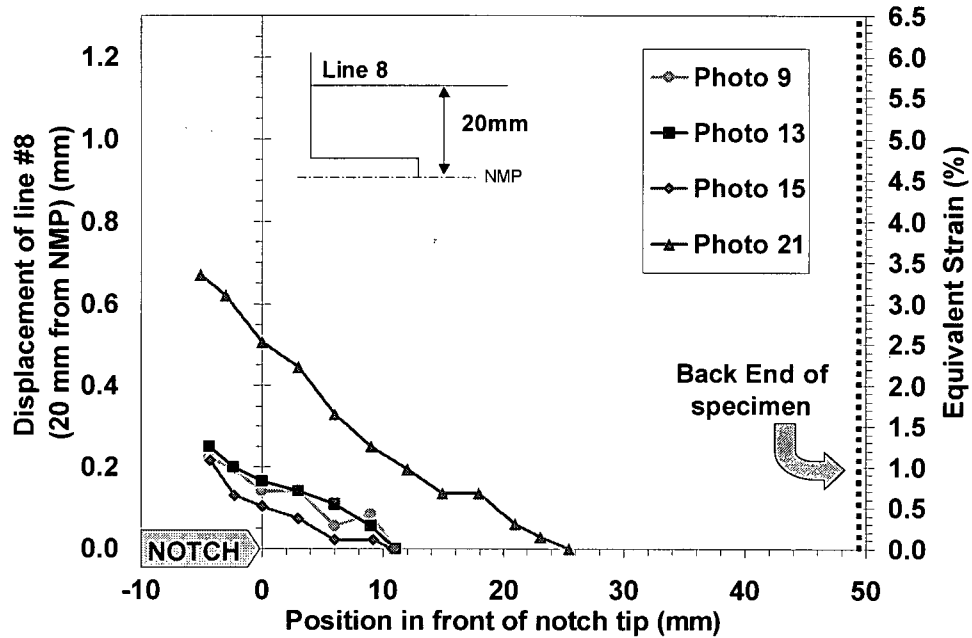 Displacement of line #8
(20 mm from NMP) (mm)
1.2
1.0
0.8
0.6
0.4
0.2
0.0
Line 8
20mm
NMP
Photo 9
Photo 13
Photo 15
Photo 21
Back End of
specimen
NOTCH
6.5
6.0
5.5
5.0
4.5
4.0
3.5
3.0
2.5
2.0
1.5
1.0
0.5
0.0
Equivalent Strain (%)
-10 0 10 20 30 40 50
Position in front of notch tip (mm)